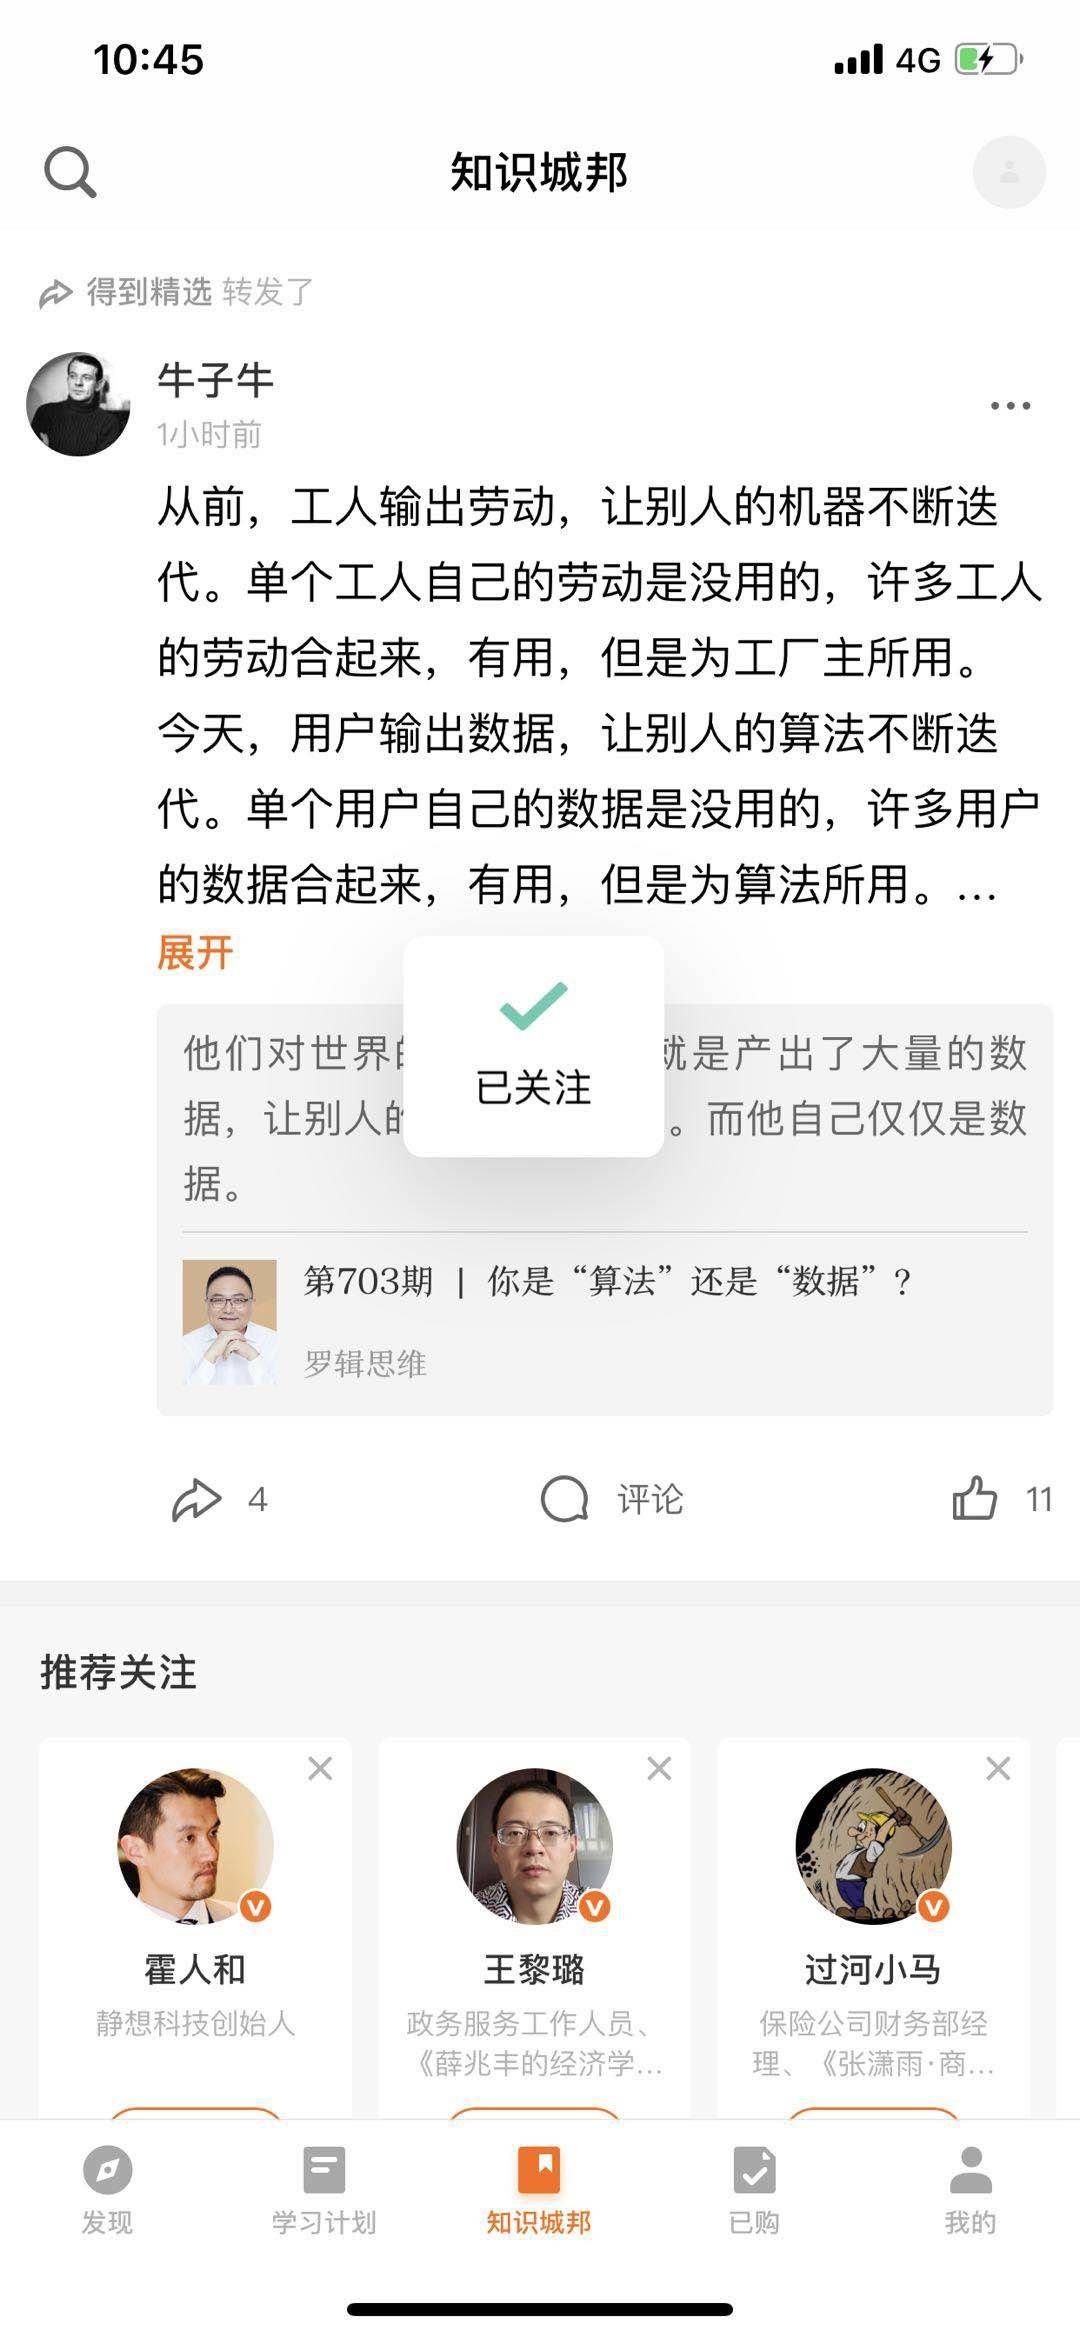 10:45
4G
知识城邦
得到精选 转发了
牛子牛
1小时前
从前，工人输出劳动，让别人的机器不断迭
代。单个工人自己的劳动是没用的，许多工人
的劳动合起来，有用，但是为工厂主所用。
今天，用户输出数据，让别人的算法不断迭
代。单个用户自己的数据是没用的，许多用户
的数据合起来，有用，但是为算法所用。...
展开
已关注
他们对世界 就是产出了大量的数
据，让别人的 。而他自己仅仅是数
据。
第703期 | 你是“算法”还是“数据”？
罗辑思维
4
评论
11
推荐关注
霍人和
静想科技创始人
王黎璐
政务服务工作人员、
《薛兆丰的经济学...
过河小马
保险公司财务部经
理、《张潇雨·商...
发现
学习计划
知识城邦
已购
我的